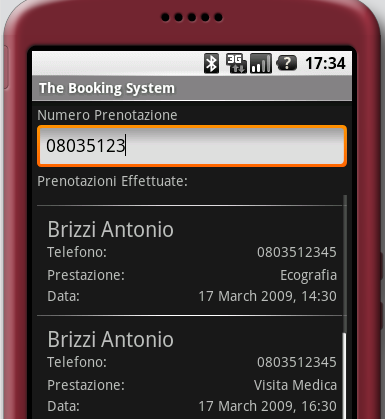 3G 17:34
The Booking System
Numero Prenotazione
08035123
Prenotazioni Effettuate:
Brizzi Antonio
Telefono: 0803512345
Prestazione: Ecografia
Data: 17 March 2009, 14:30
Brizzi Antonio
Telefono: 0803512345
Prestazione: Visita Medica
Data: 17 March 2009, 16:30